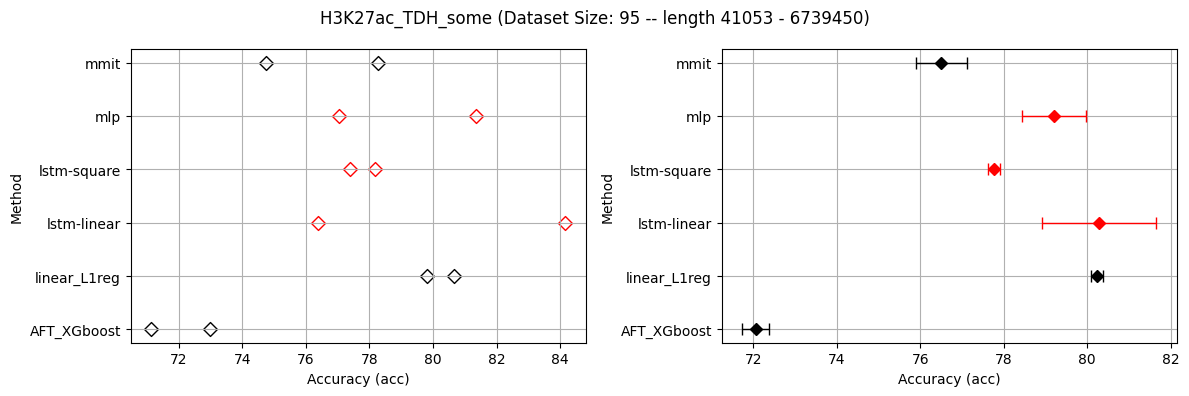 H3K27ac_TDH_some (Dataset Size: 95 -- length 41053 - 6739450)
Method
mmit
mlp
lstm-square
lstm-linear
linear_L1reg
AFT_XGboost
72 74 76 78 80 82 84
Accuracy (acc)
Method
mmit
mlp
lstm-square
lstm-linear
linear_L1reg
AFT_XGboost
72 74 76 78 80 82
Accuracy (acc)